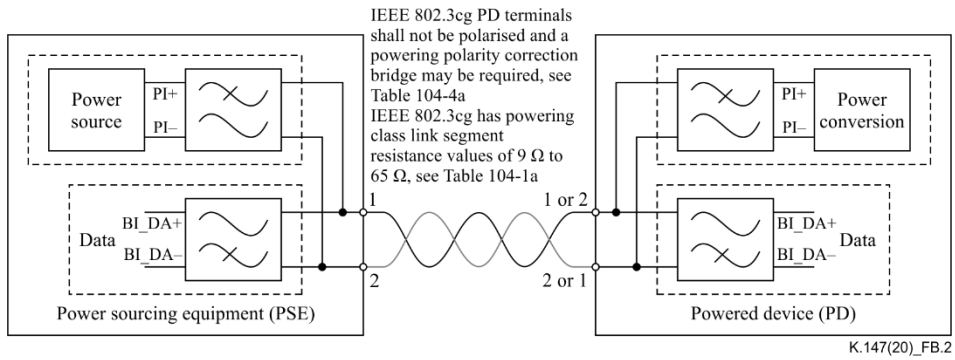 IEEE 802.3cg PD terminals
shall not be polarised and a
powering polarity correction
bridge may be required, see
Table 104-4a
IEEE 802.3cg has powering
class link segment
resistance values of 9 Ω to
65 Ω, see Table 104-1a
Power
source
PI+
PI–
PI+
PI–
Power
conversion
1
1 or 2
Data
BI_DA+
BI_DA–
BI_DA+
BI_DA–
Data
2
2 or 1
Power sourcing equipment (PSE)
Powered device (PD)
K.147(20)_FB.2